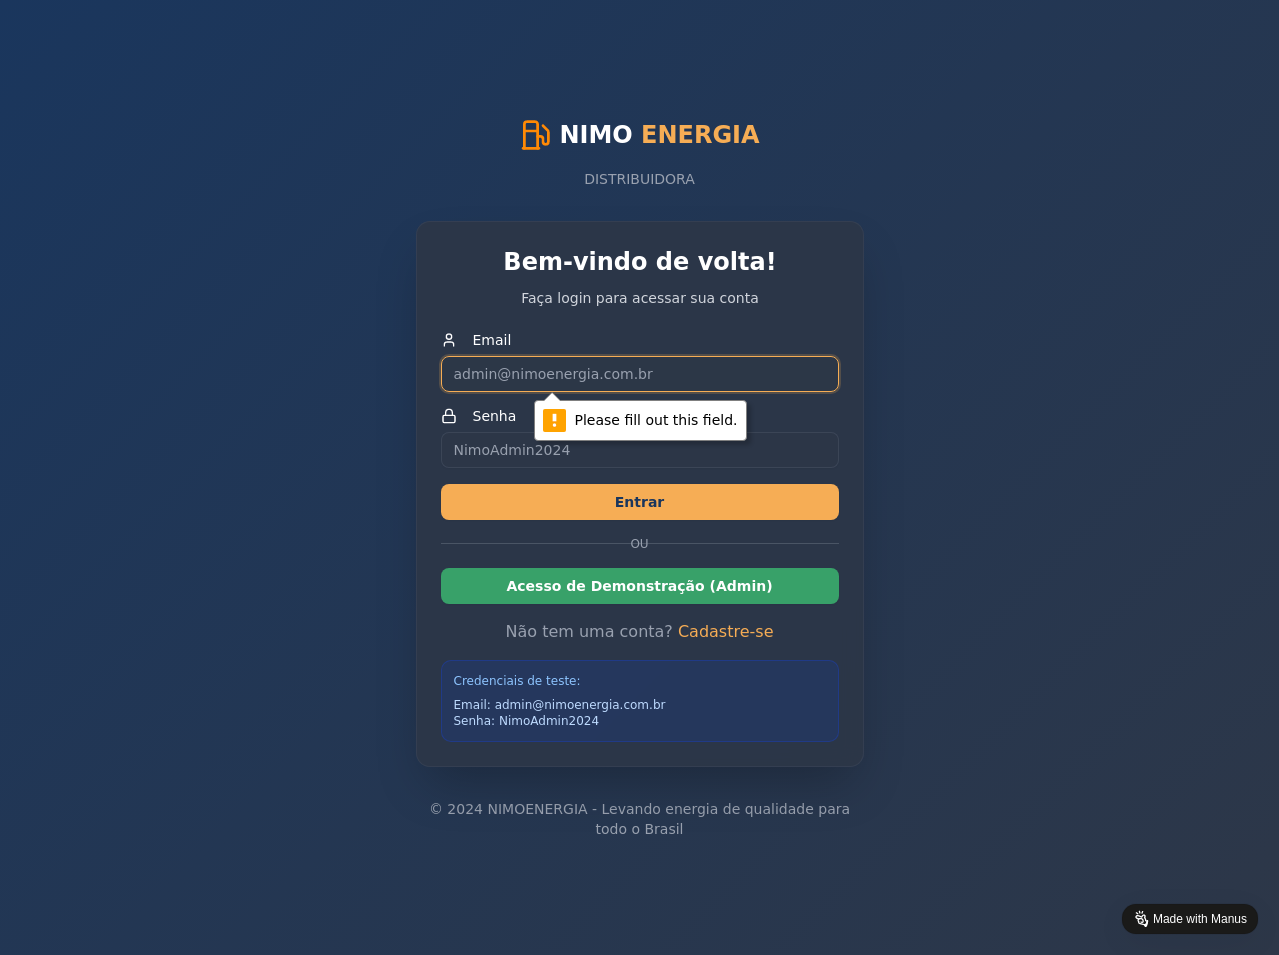 NIMO ENERGIA
DISTRIBUIDORA
Bem-vindo de volta!
Faça login para acessar sua conta
Email
admin@nimoenergia.com.br
Senha
Please fill out this field.
NimoAdmin2024
Entrar
OU
Acesso de Demonstração (Admin)
Não tem uma conta? Cadastre-se
Credenciais de teste:
Email: admin@nimoenergia.com.br
Senha: NimoAdmin2024
© 2024 NIMOENERGIA - Levando energia de qualidade para
todo o Brasil
Made with Manus